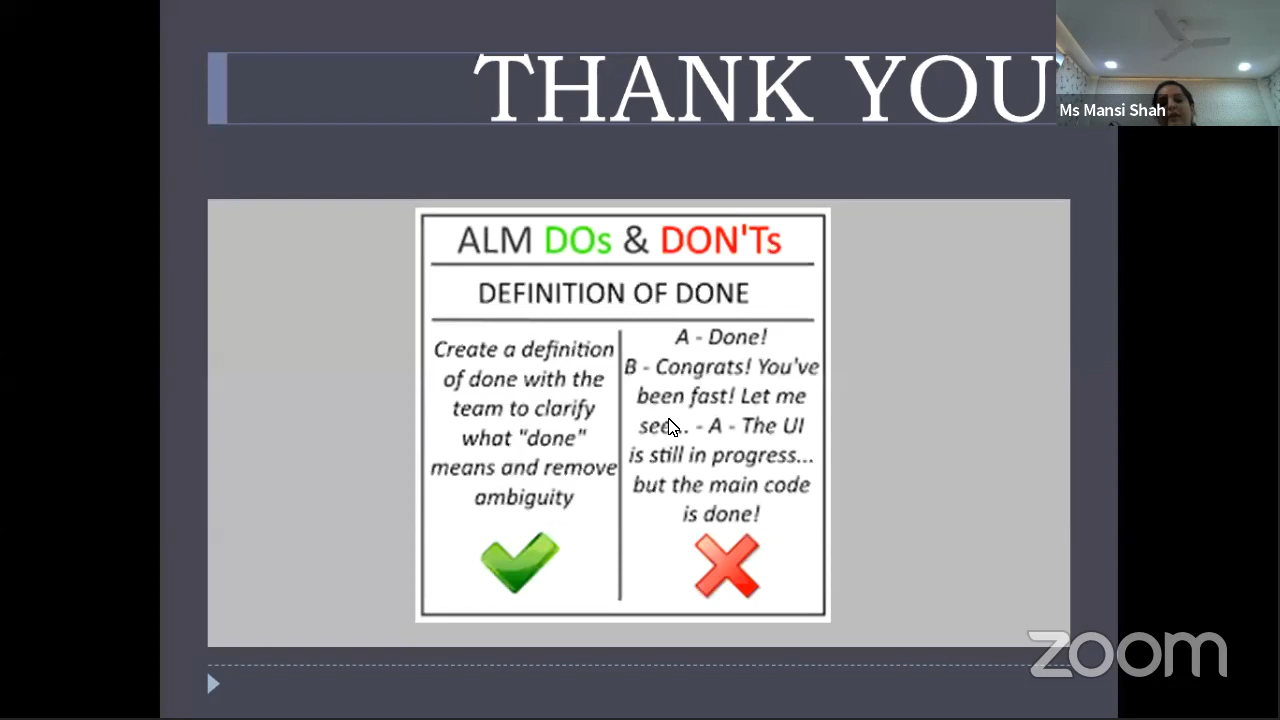 THANK YOU
Ms Mansi Shah
ALM DOs & DON'Ts
DEFINITION OF DONE
Create a definition
of done with the
team to clarify
what "done"
means and remove
ambiguity
A - Done!
B - Congrats! You've
been fast! Let me
see... - A - The UI
is still in progress...
but the main code
is done!
zoom